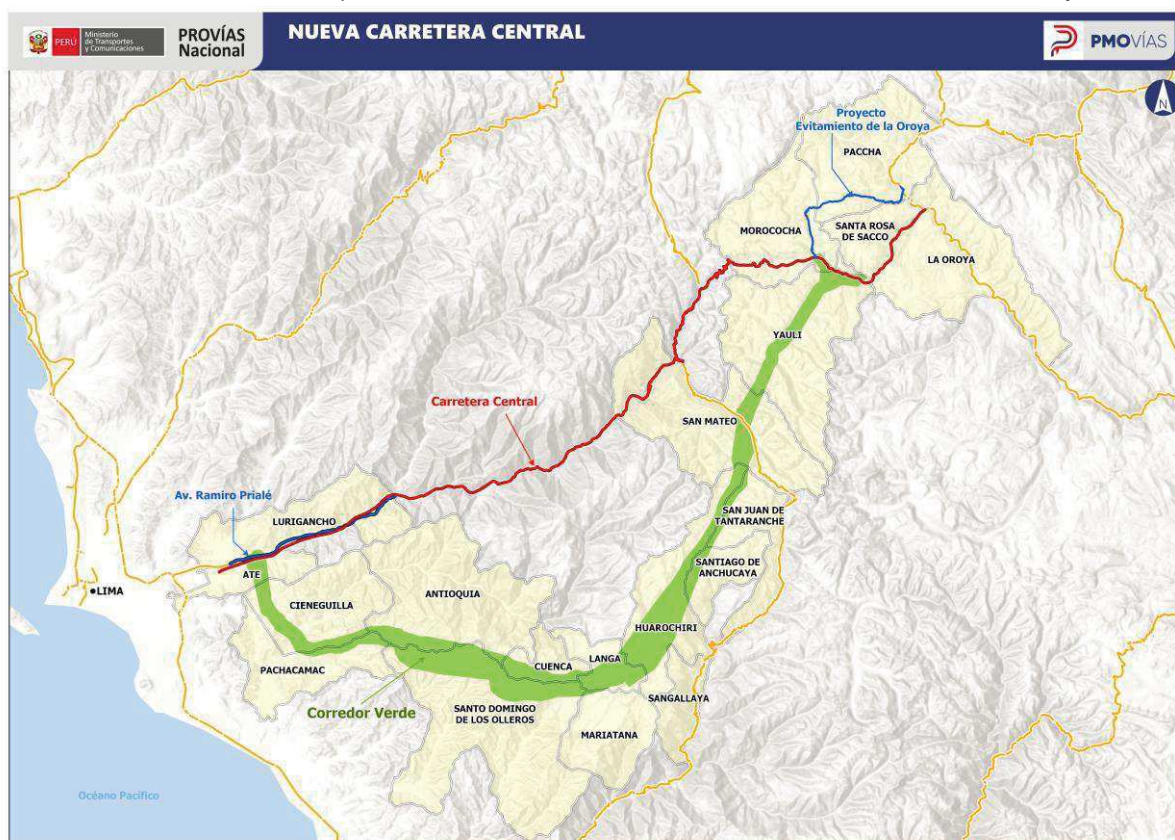 PERÚ
Ministerio
de Transportes
y Comunicaciones
PROVÍAS
Nacional
NUEVA CARRETERA CENTRAL
PMOVÍAS
N
Proyecto
Evitamiento de la Oroya
PACCHA
MOROCOCHA
SANTA ROSA
DE SACCO
LA OROYA
YAULI
Carretera Central
SAN MATEO
Av. Ramiro Prialé
LURIGANCHO
SAN JUAN DE
TANTARANCHE
ATE
SANTIAGO DE
ANCHUCAYA
LIMA
CIENEGUILLA
ANTIOQUIA
HUAROCHIRI
PACHACAMAC
CUENCA
LANGA
SANGALLAYA
Corredor Verde
SANTO DOMINGO
DE LOS OLLEROS
MARIATANA
Océano Pacífico